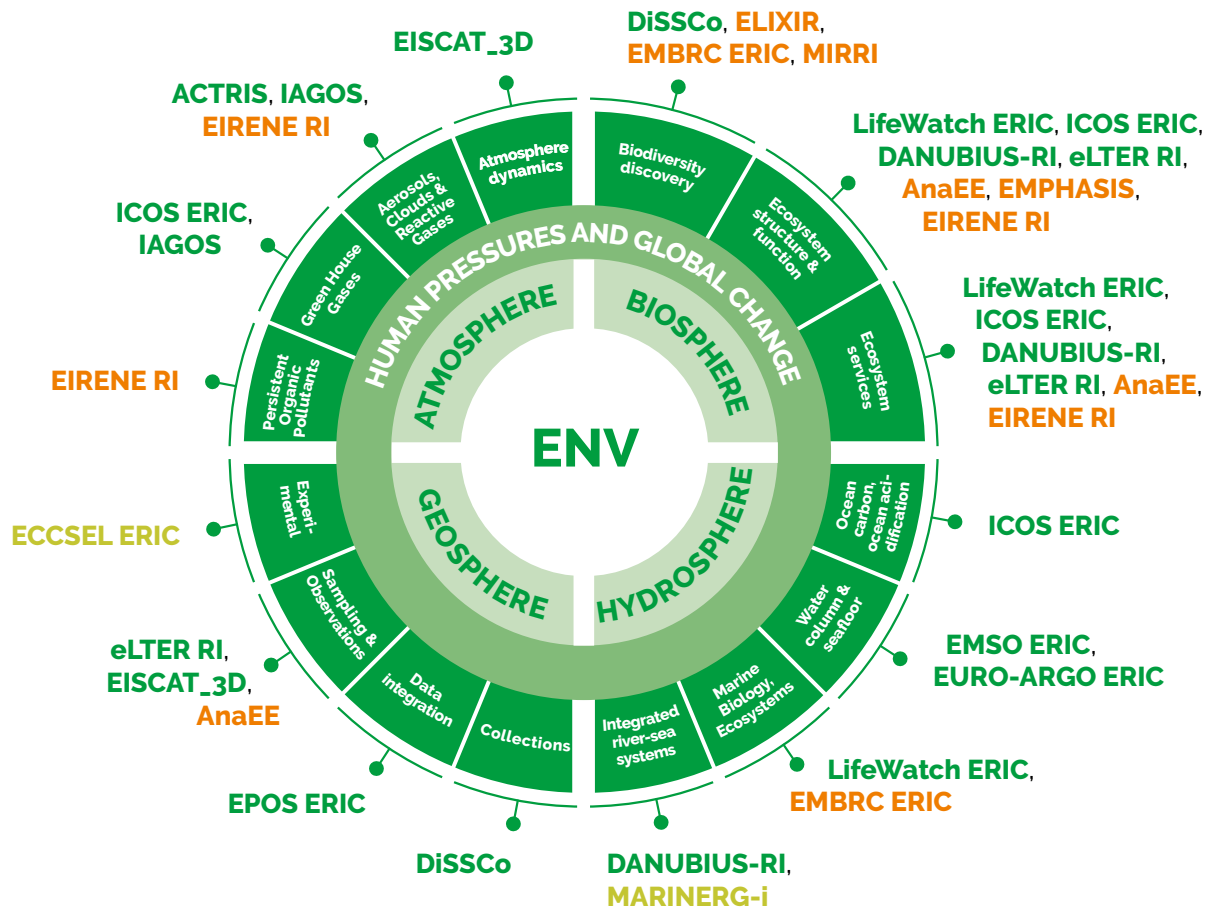 EISCAT_3D
DiSSCo, ELIXIR,
EMBRC ERIC, MIRRI
ACTRIS, IAGOS,
EIRENE RI
LifeWatch ERIC, ICOS ERIC,
DANUBIUS-RI, eLTER RI,
AnaEE, EMPHASIS,
EIRENE RI
ICOS ERIC,
IAGOS
LifeWatch ERIC,
ICOS ERIC,
DANUBIUS-RI,
eLTER RI, AnaEE,
EIRENE RI
EIRENE RI
ECCSEL ERIC
ICOS ERIC
eLTER RI,
EISCAT_3D,
AnaEE
EMSO ERIC,
EURO-ARGO ERIC
EPOS ERIC
LifeWatch ERIC,
EMBRC ERIC
DiSSCo
DANUBIUS-RI,
MARINERG-i
Atmosphere
dynamics
Aerosols,
Clouds &
Reactive
Gases
Green House
Gases
Persistent
Organic
Pollutants
Biodiversity
discovery
Ecosystem
structure &
function
Ecosystem
services
Ocean
carbon,
ocean aci-
dification
Water
column &
seafloor
Marine
Biology,
Ecosystems
Integrated
river-sea
systems
Collections
Data
integration
Sampling &
Observations
Experi-
mental
HUMAN PRESSURES AND GLOBAL CHANGE
ATMOSPHERE
BIOSPHERE
ENV
GEOSPHERE
HYDROSPHERE